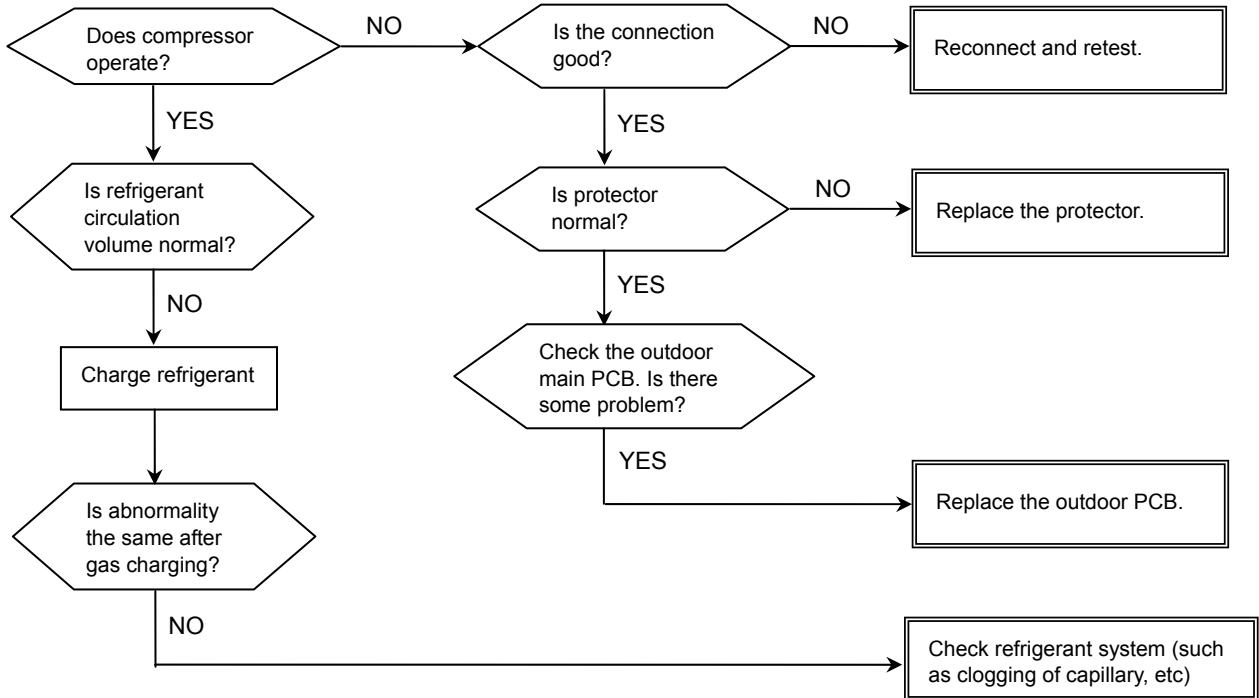 Does compressor
operate?
NO
Is the connection
good?
NO
Reconnect and retest.
YES
YES
Is refrigerant
circulation
volume normal?
Is protector
normal?
NO
Replace the protector.
NO
YES
Charge refrigerant
Check the outdoor
main PCB. Is there
some problem?
YES
Is abnormality
the same after
gas charging?
Replace the outdoor PCB.
NO
Check refrigerant system (such
as clogging of capillary, etc)